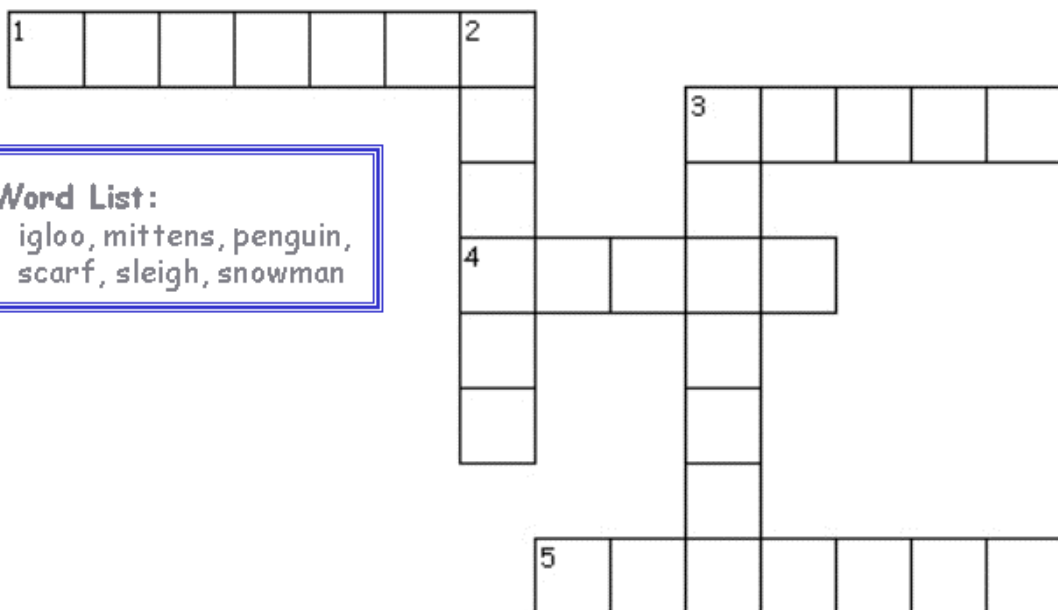 1
2
3
Word List:
igloo, mittens, penguin,
scarf, sleigh, snowman
4
5